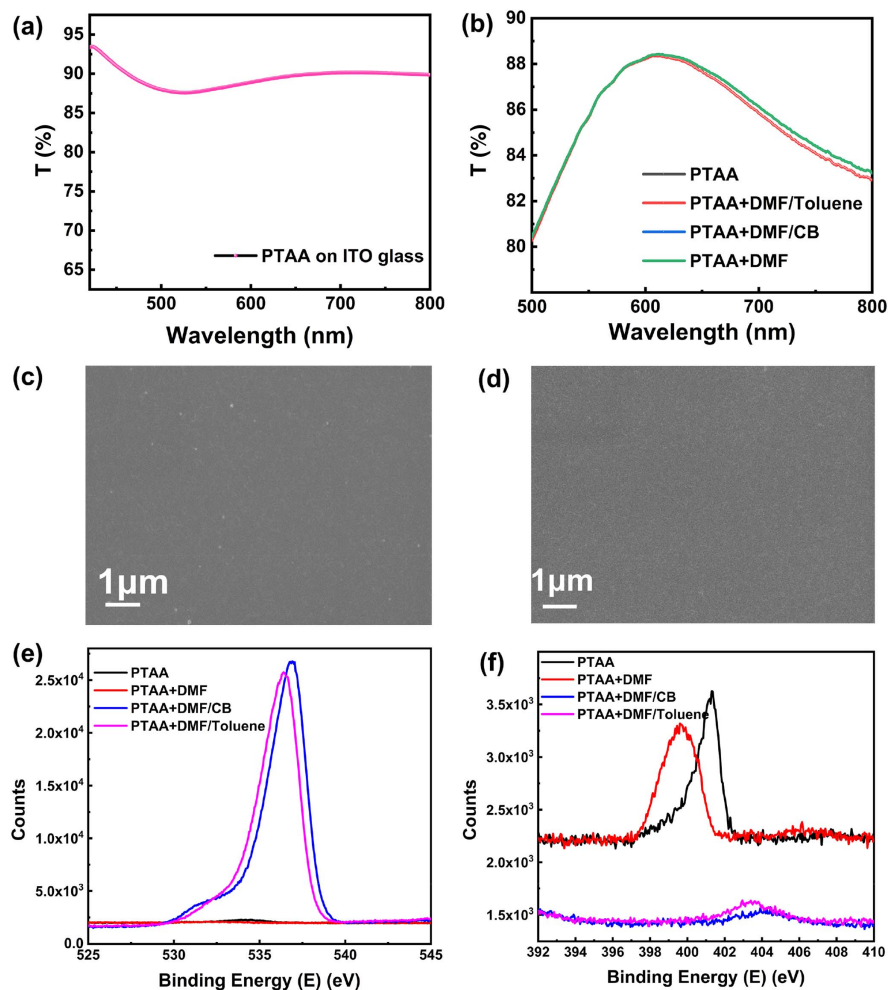 (a)
95
90
85
80
75
70
65
T (%)
PTAA on ITO glass
500
600
700
800
Wavelength (nm)
(b)
88
86
84
82
80
T (%)
PTAA
PTAA+DMF/Toluene
PTAA+DMF/CB
PTAA+DMF
500
600
700
800
Wavelength (nm)
(c)
1μm
(d)
1μm
(e)
PTAA
PTAA+DMF
PTAA+DMF/CB
PTAA+DMF/Toluene
2.5x10⁴
2.0x10⁴
1.5x10⁴
1.0x10⁴
5.0x10³
0.0
Counts
525
530
535
540
545
Binding Energy (E) (eV)
(f)
PTAA
PTAA+DMF
PTAA+DMF/CB
PTAA+DMF/Toluene
3.5x10³
3.0x10³
2.5x10³
2.0x10³
1.5x10³
Counts
392
394
396
398
400
402
404
406
408
410
Binding Energy (E) (eV)